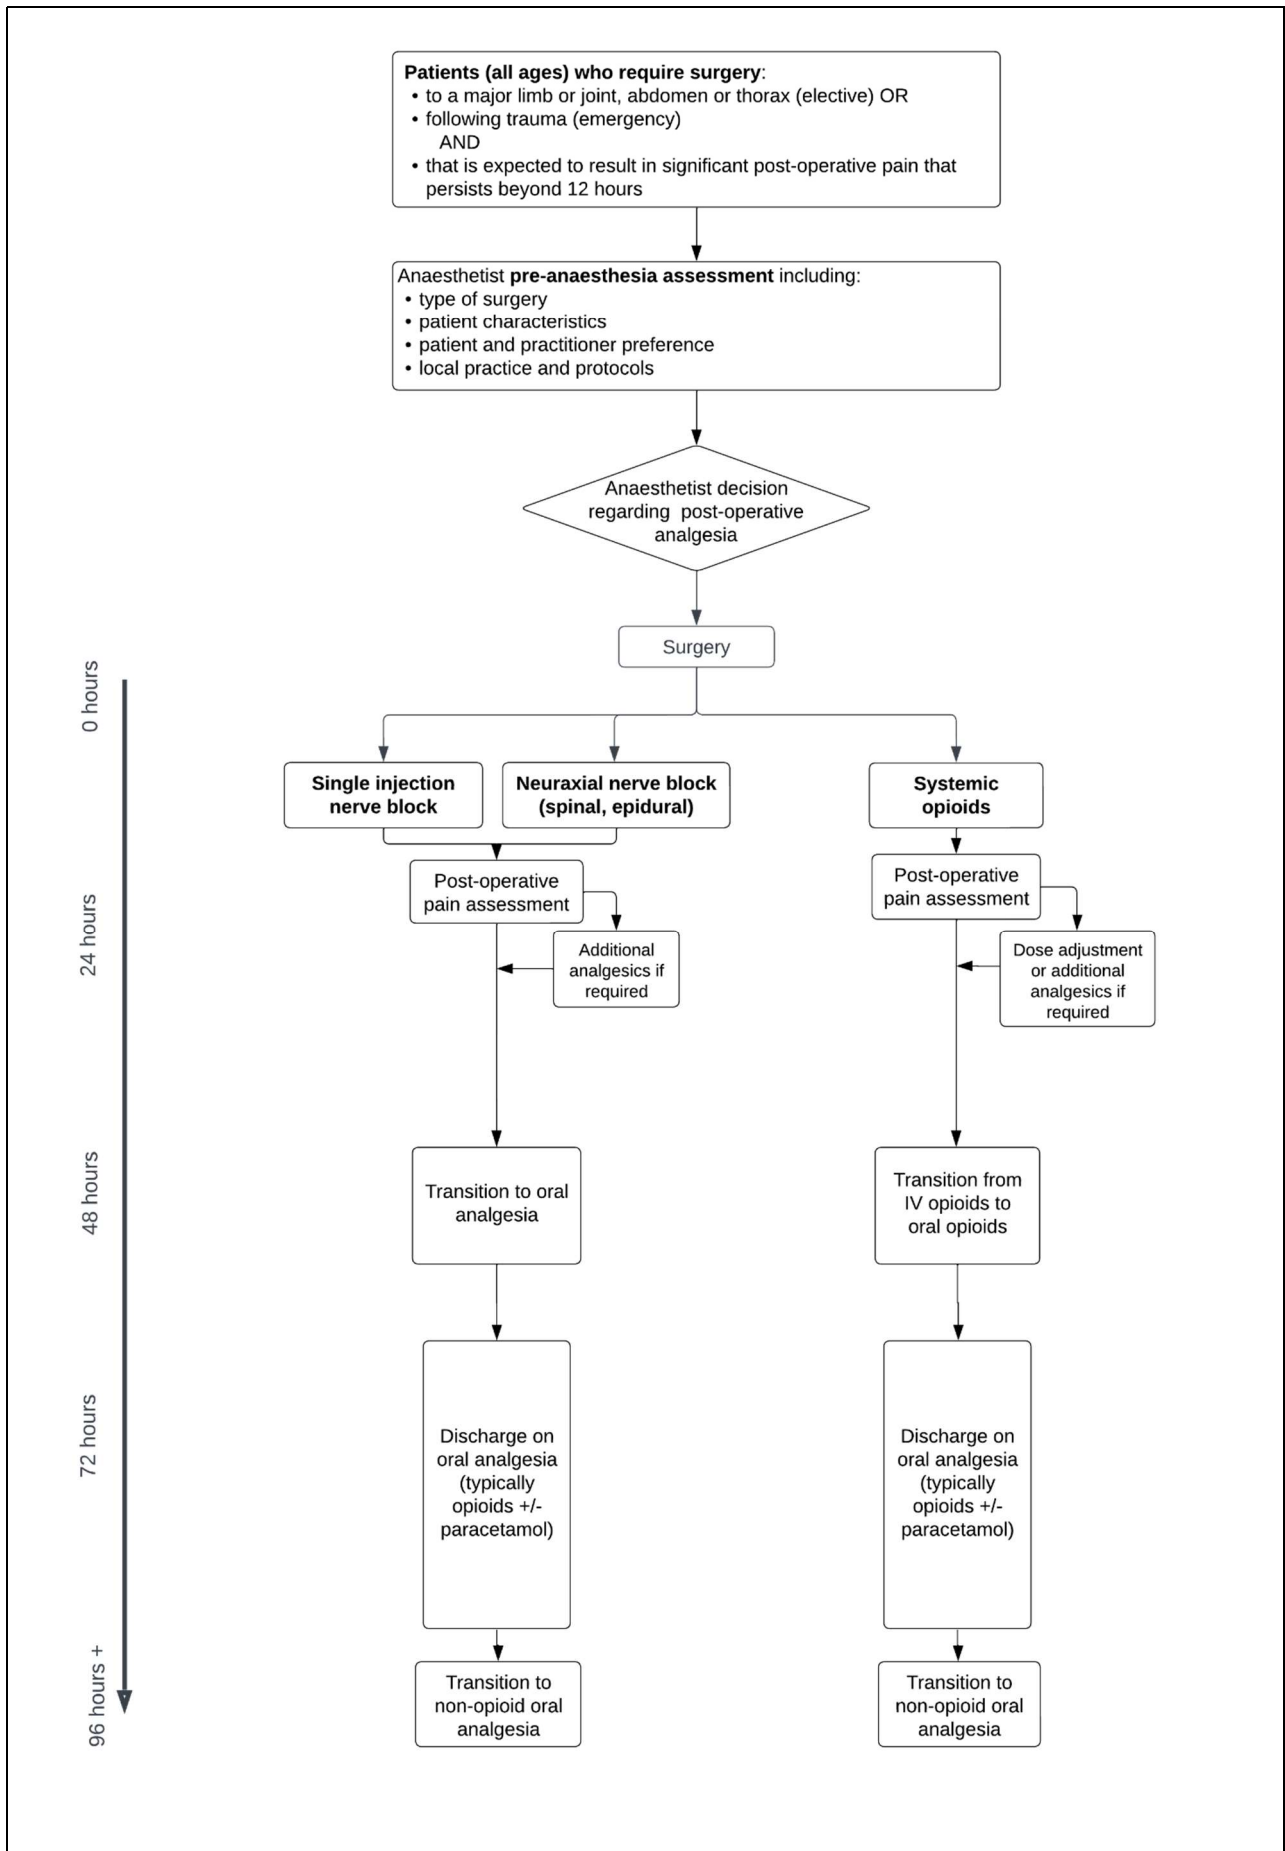 Patients (all ages) who require surgery:
• to a major limb or joint, abdomen or thorax (elective) OR
• following trauma (emergency)
AND
• that is expected to result in significant post-operative pain that
persists beyond 12 hours
Anaesthetist pre-anaesthesia assessment including:
• type of surgery
• patient characteristics
• patient and practitioner preference
• local practice and protocols
Anaesthetist decision
regarding post-operative
analgesia
Surgery
0 hours
Single injection
nerve block
Neuraxial nerve block
(spinal, epidural)
Systemic
opioids
Post-operative
pain assessment
Post-operative
pain assessment
24 hours
Additional
analgesics if
required
Dose adjustment
or additional
analgesics if
required
48 hours
Transition to oral
analgesia
Transition from
IV opioids to
oral opioids
72 hours
Discharge on
oral analgesia
(typically
opioids +/-
paracetamol)
Discharge on
oral analgesia
(typically
opioids +/-
paracetamol)
96 hours +
Transition to
non-opioid oral
analgesia
Transition to
non-opioid oral
analgesia